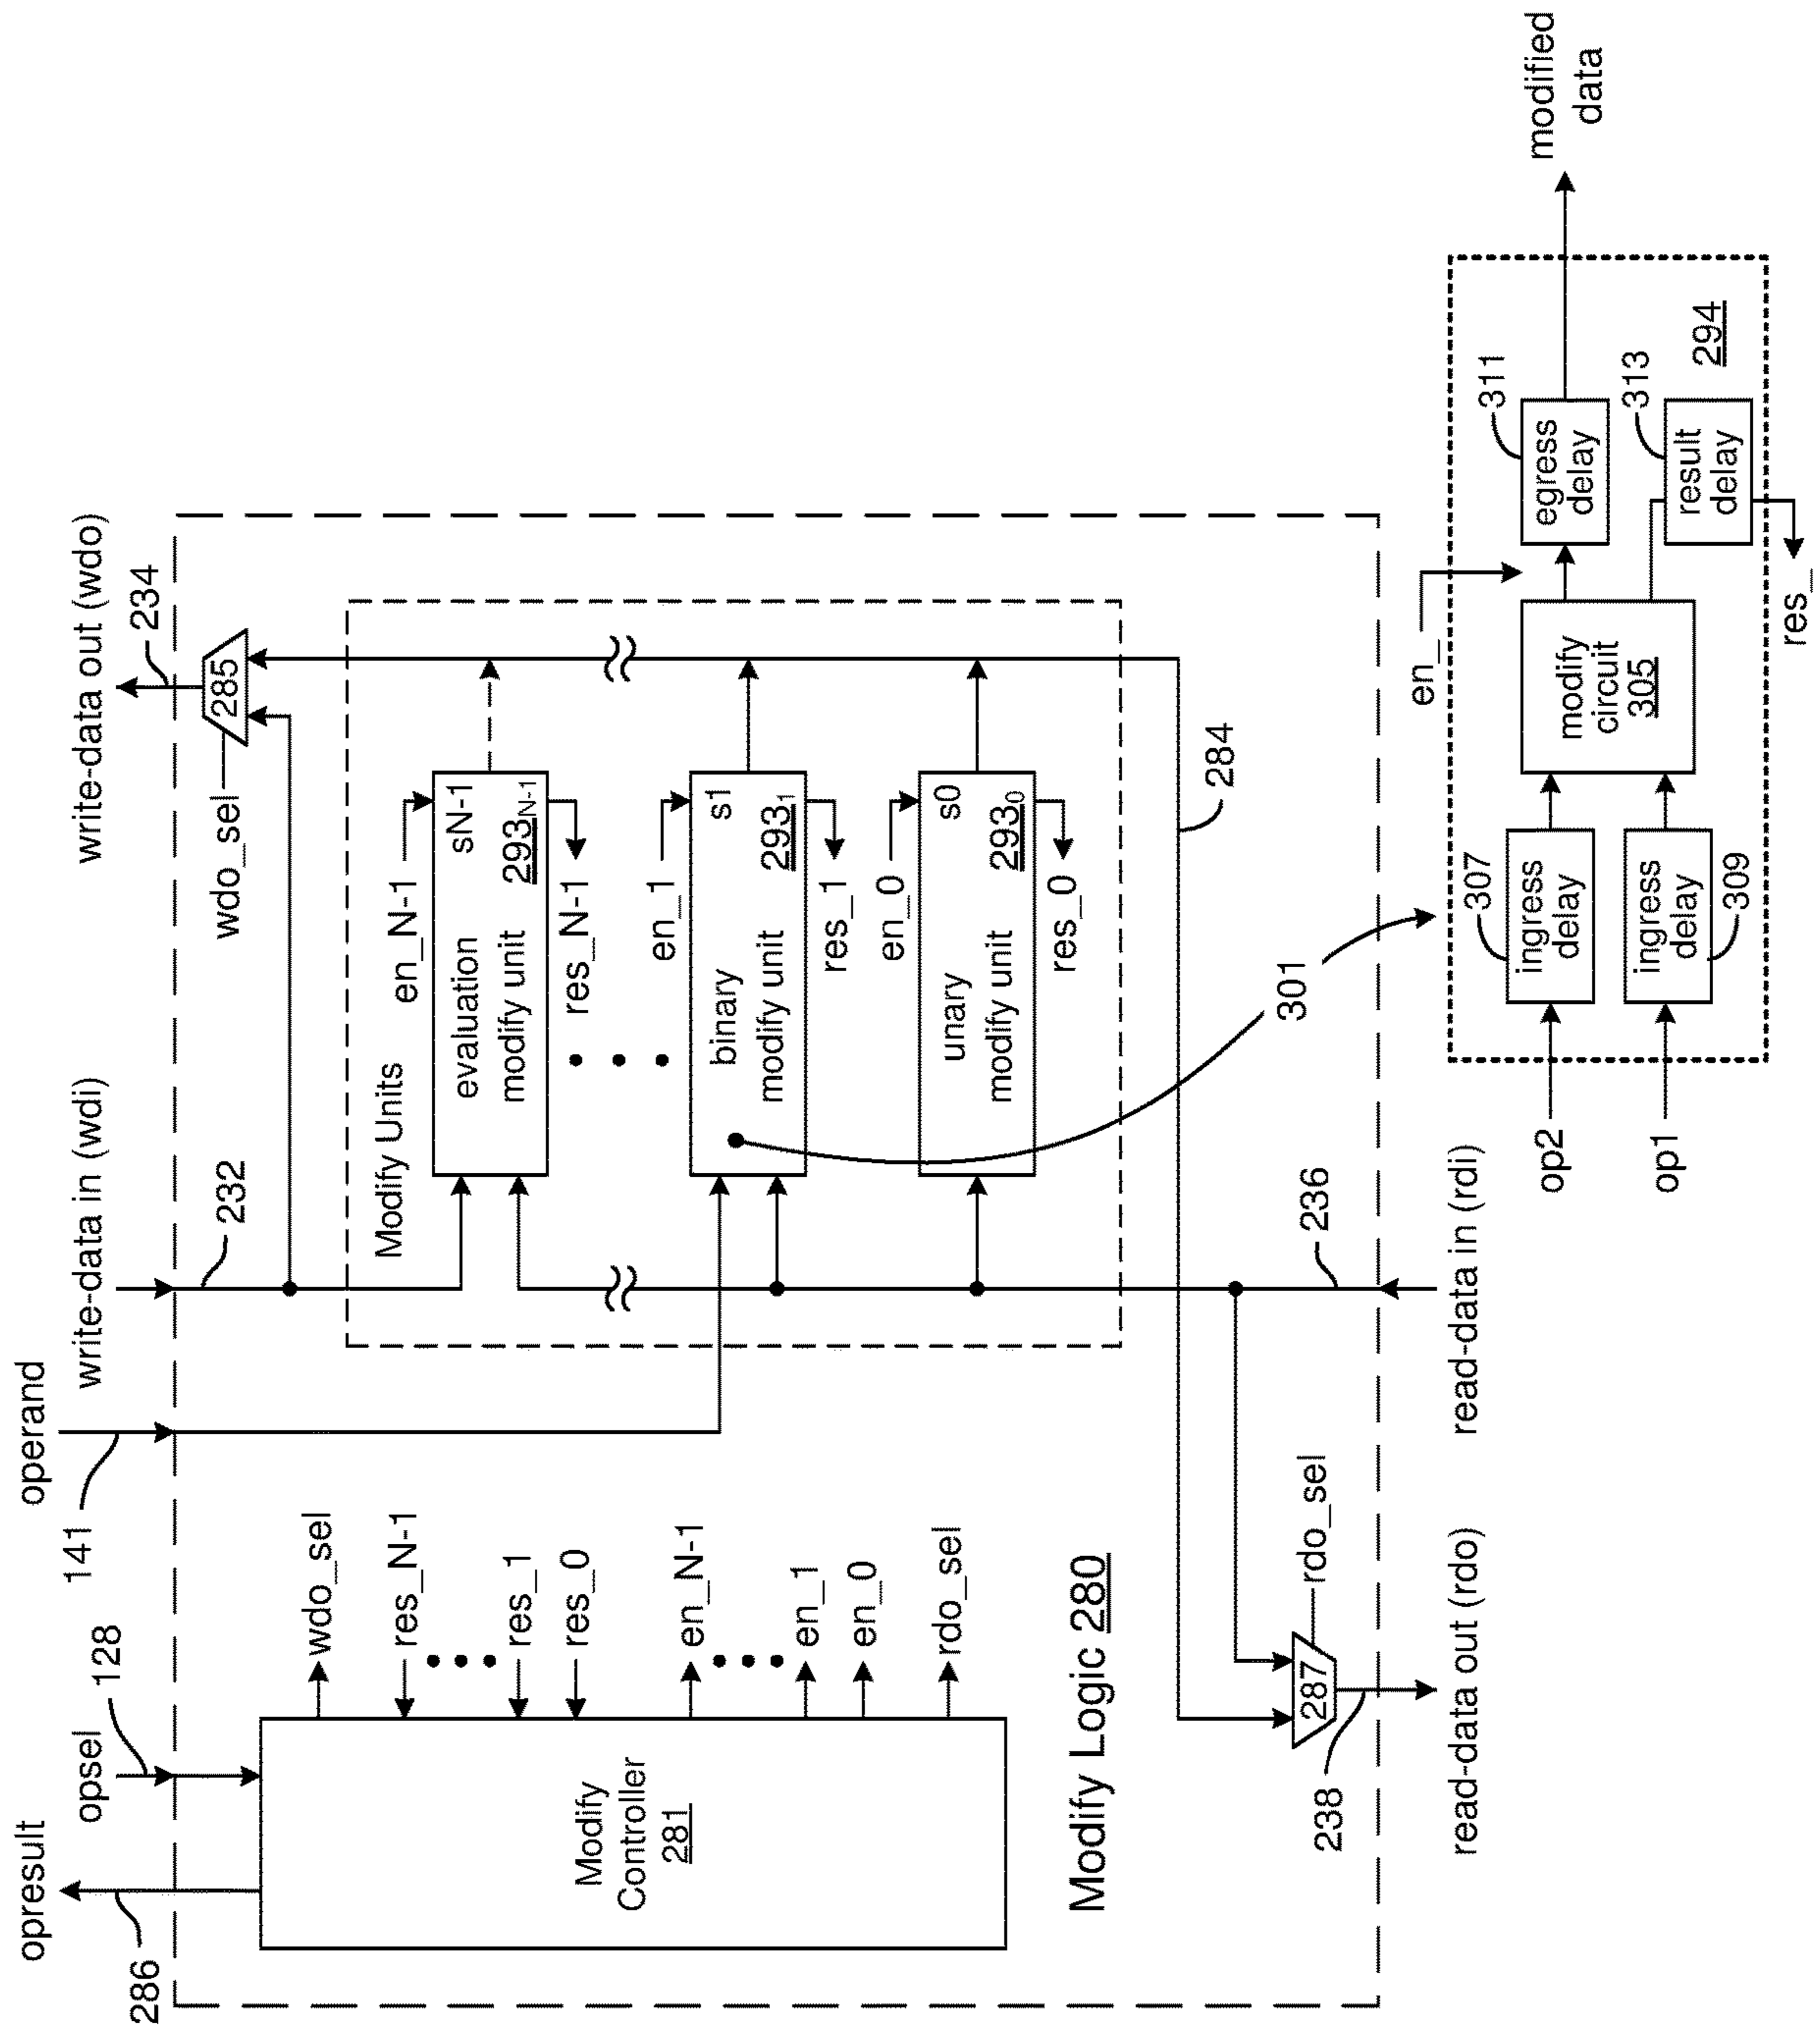 opresult
286
opsel
128
141
operand
write-data in (wdi)
232
write-data out (wdo)
234
285
wdo_sel
Modify
Controller
281
wdo_sel
res_N-1
res_1
res_0
en_N-1
en_1
en_0
rdo_sel
Modify Logic 280
Modify Units
en_N-1
evaluation
modify unit
sN-1
293N-1
res_N-1
en_1
binary
modify unit
s1
2931
res_1
en_0
unary
modify unit
s0
2930
res_0
284
301
236
287
rdo_sel
238
read-data out (rdo)
read-data in (rdi)
op2
op1
307
ingress
delay
ingress
delay
309
en_
modify
circuit
305
311
egress
delay
313
result
delay
294
res_
modified
data